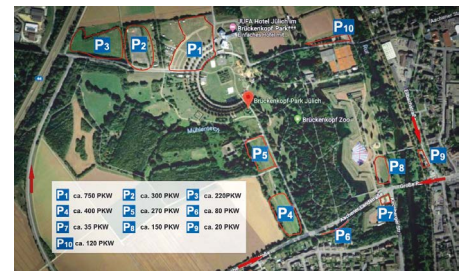 P10
JUFA Hotel Jülich im
Brückenkopf-Park
P3
P2
P1
Brückenkopf-Park Jülich
Brückenkopf Zoo
P5
P9
P8
P4
P7
P6
P1 ca. 750 PKW P2 ca. 300 PKW P3 ca. 220PKW
P4 ca. 400 PKW P5 ca. 270 PKW P6 ca. 80 PKW
P7 ca. 35 PKW P8 ca. 150 PKW P9 ca. 20 PKW
P10 ca. 120 PKW